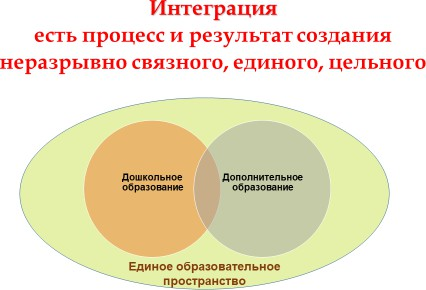 Интеграция
есть процесс и результат создания
неразрывно связного, единого, цельного
Дошкольное
образование
Дополнительное
образование
Единое образовательное
пространство